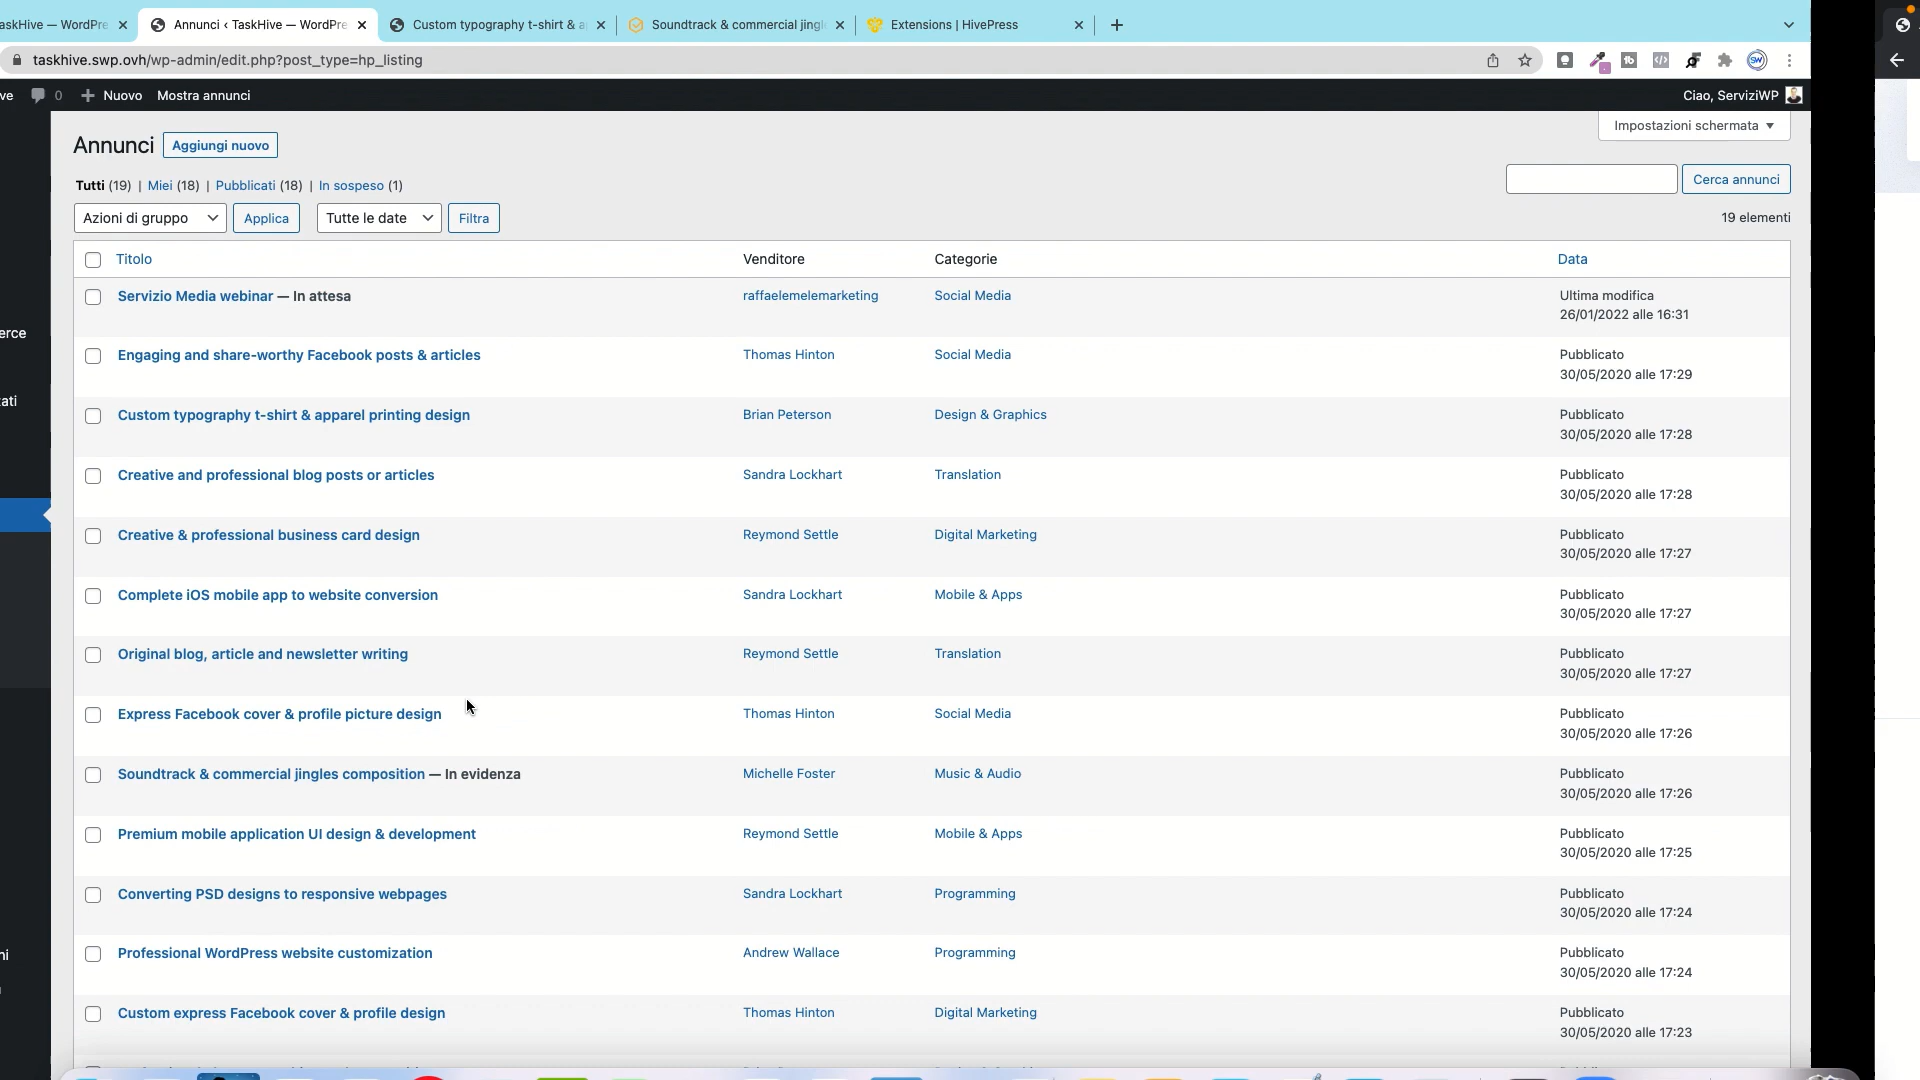 askHive — WordPre
Annunci ‹ TaskHive — WordPre
Custom typography t-shirt & a
Soundtrack & commercial jingl
Extensions | HivePress
taskhive.swp.ovh/wp-admin/edit.php?post_type=hp_listing
ve
0
Nuovo
Mostra annunci
Ciao, ServiziWP
Annunci
Aggiungi nuovo
Impostazioni schermata
Tutti (19) | Miei (18) | Pubblicati (18) | In sospeso (1)
Cerca annunci
Azioni di gruppo
Applica
Tutte le date
Filtra
19 elementi
Titolo Venditore Categorie Data
Servizio Media webinar — In attesa raffaelemelemarketing Social Media Ultima modifica
26/01/2022 alle 16:31
erce
Engaging and share-worthy Facebook posts & articles Thomas Hinton Social Media Pubblicato
30/05/2020 alle 17:29
ati
Custom typography t-shirt & apparel printing design Brian Peterson Design & Graphics Pubblicato
30/05/2020 alle 17:28
Creative and professional blog posts or articles Sandra Lockhart Translation Pubblicato
30/05/2020 alle 17:28
Creative & professional business card design Reymond Settle Digital Marketing Pubblicato
30/05/2020 alle 17:27
Complete iOS mobile app to website conversion Sandra Lockhart Mobile & Apps Pubblicato
30/05/2020 alle 17:27
Original blog, article and newsletter writing Reymond Settle Translation Pubblicato
30/05/2020 alle 17:27
Express Facebook cover & profile picture design Thomas Hinton Social Media Pubblicato
30/05/2020 alle 17:26
Soundtrack & commercial jingles composition — In evidenza Michelle Foster Music & Audio Pubblicato
30/05/2020 alle 17:26
Premium mobile application UI design & development Reymond Settle Mobile & Apps Pubblicato
30/05/2020 alle 17:25
Converting PSD designs to responsive webpages Sandra Lockhart Programming Pubblicato
30/05/2020 alle 17:24
ni
Professional WordPress website customization Andrew Wallace Programming Pubblicato
30/05/2020 alle 17:24
Custom express Facebook cover & profile design Thomas Hinton Digital Marketing Pubblicato
30/05/2020 alle 17:23